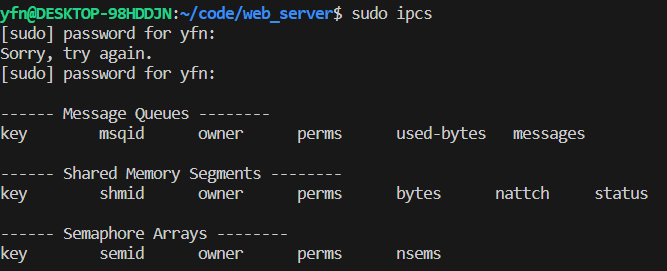 yfn@DESKTOP-98HDDJN:~/code/web_server$ sudo ipcs
[sudo] password for yfn:
Sorry, try again.
[sudo] password for yfn:

------ Message Queues --------
key        msqid      owner      perms      used-bytes   messages

------ Shared Memory Segments --------
key        shmid      owner      perms      bytes      nattch     status

------ Semaphore Arrays --------
key        semid      owner      perms      nsems